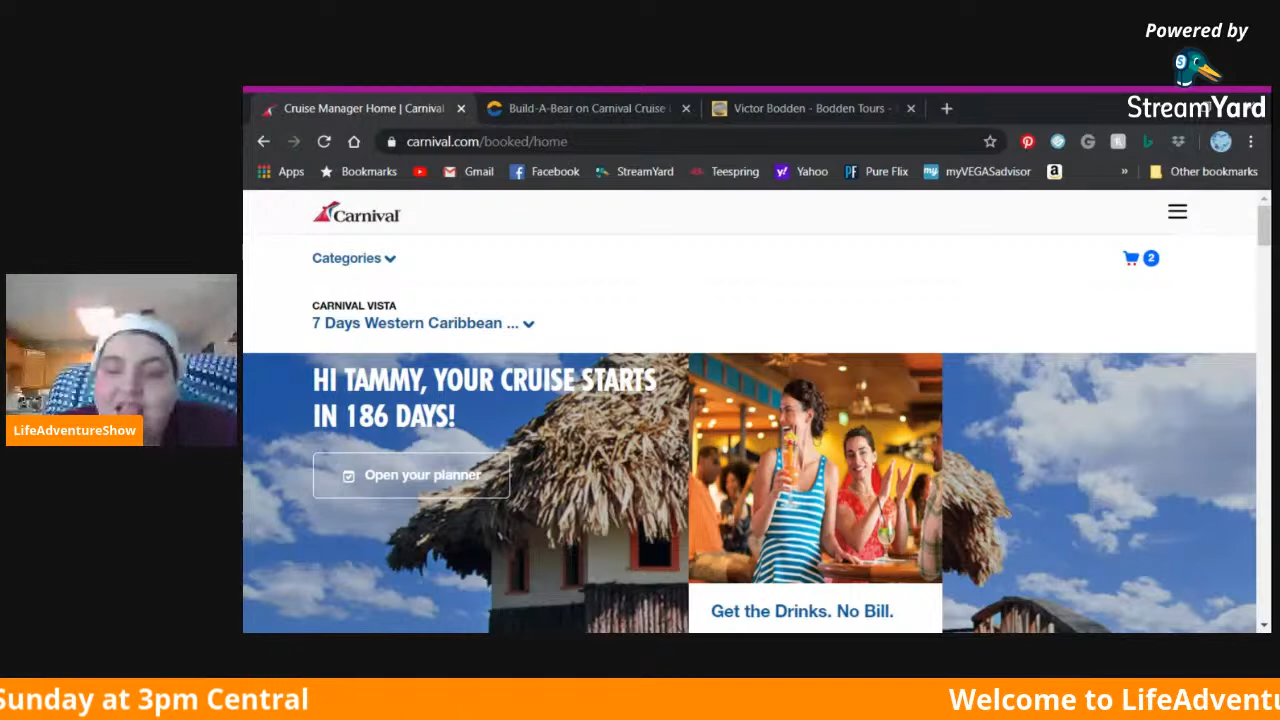 Powered by
StreamYard
Cruise Manager Home | Carnival
Build-A-Bear on Carnival Cruise
Victor Bodden - Bodden Tours -
carnival.com/booked/home
Apps
Bookmarks
Gmail
Facebook
StreamYard
Teespring
Yahoo
PF Pure Flix
my myVEGASadvisor
a
»
Other bookmarks
Carnival
Categories
2
CARNIVAL VISTA
7 Days Western Caribbean ...
HI TAMMY, YOUR CRUISE STARTS
IN 186 DAYS!
Open your planner
Get the Drinks. No Bill.
LifeAdventureShow
Sunday at 3pm Central
Welcome to LifeAdventu